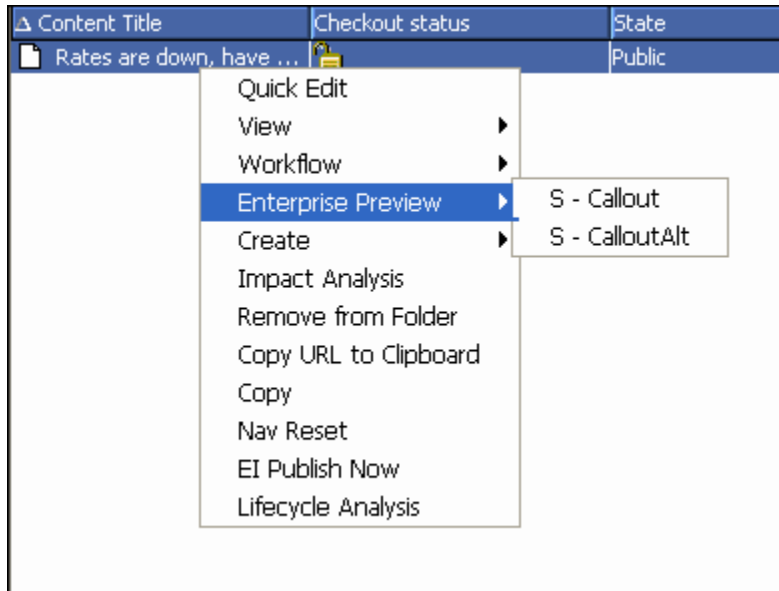 Δ Content Title Checkout status State
Rates are down, have ... Public
Quick Edit
View
Workflow
Enterprise Preview S - Callout
Create S - CalloutAlt
Impact Analysis
Remove from Folder
Copy URL to Clipboard
Copy
Nav Reset
EI Publish Now
Lifecycle Analysis